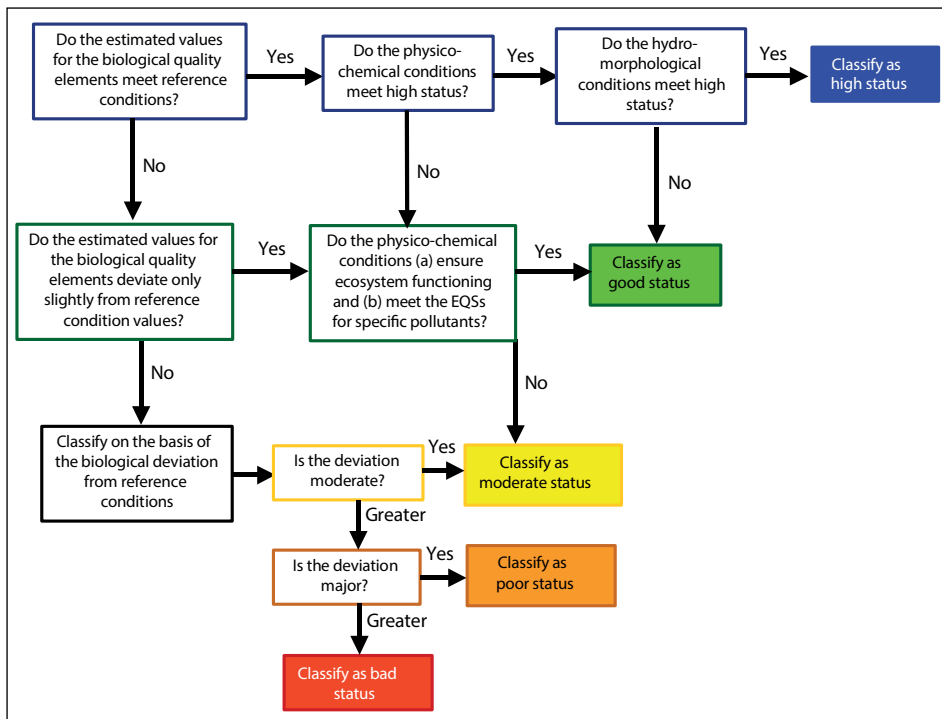 Do the estimated values
for the biological quality
elements meet reference
conditions?
Yes
Do the physico-
chemical conditions
meet high status?
Yes
Do the hydro-
morphological
conditions meet high
status?
Yes
Classify as
high status
No
No
No
Do the estimated values for
the biological quality
elements deviate only
slightly from reference
condition values?
Yes
Do the physico-chemical
conditions (a) ensure
ecosystem functioning
and (b) meet the EQSs
for specific pollutants?
Yes
Classify as
good status
No
No
Classify on the basis of
the biological deviation
from reference
conditions
Is the deviation
moderate?
Yes
Classify as
moderate status
Greater
Is the deviation
major?
Yes
Classify as
poor status
Greater
Classify as bad
status